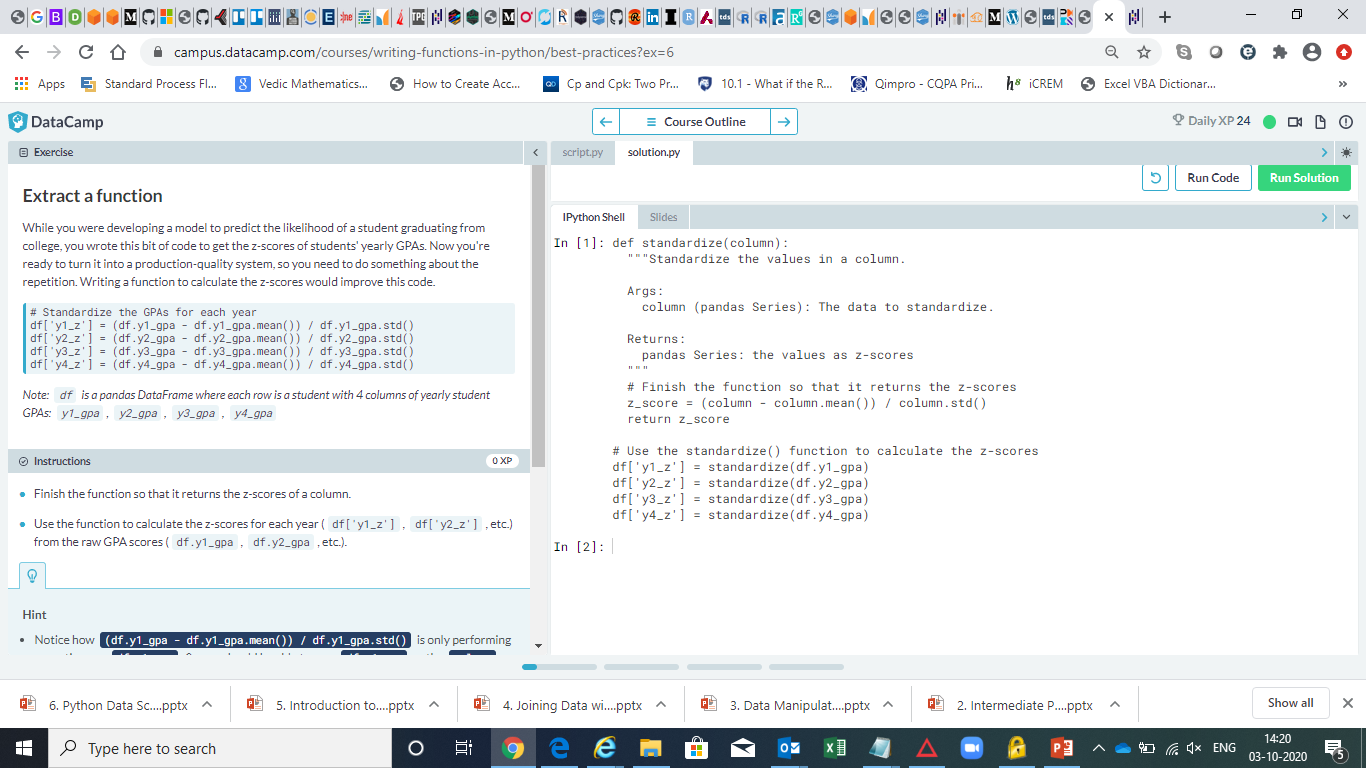 campus.datacamp.com/courses/writing-functions-in-python/best-practices?ex=6
Apps
Standard Process Fl...
Vedic Mathematics...
How to Create Acc...
Cp and Cpk: Two Pr...
10.1 - What if the R...
Qimpro - CQPA Pri...
iCREM
Excel VBA Dictionar...
»
DataCamp
Course Outline
Daily XP 24
Exercise
script.py
solution.py
Extract a function
Run Code
Run Solution
While you were developing a model to predict the likelihood of a student graduating from
college, you wrote this bit of code to get the z-scores of students' yearly GPAs. Now you're
ready to turn it into a production-quality system, so you need to do something about the
repetition. Writing a function to calculate the z-scores would improve this code.
# Standardize the GPAs for each year
df['y1_z'] = (df.y1_gpa - df.y1_gpa.mean()) / df.y1_gpa.std()
df['y2_z'] = (df.y2_gpa - df.y2_gpa.mean()) / df.y2_gpa.std()
df['y3_z'] = (df.y3_gpa - df.y3_gpa.mean()) / df.y3_gpa.std()
df['y4_z'] = (df.y4_gpa - df.y4_gpa.mean()) / df.y4_gpa.std()
Note: df is a pandas DataFrame where each row is a student with 4 columns of yearly student
GPAs: y1_gpa , y2_gpa , y3_gpa , y4_gpa
Instructions
0 XP
Finish the function so that it returns the z-scores of a column.
Use the function to calculate the z-scores for each year ( df['y1_z'] , df['y2_z'] , etc.)
from the raw GPA scores ( df.y1_gpa , df.y2_gpa , etc.).
Hint
Notice how (df.y1_gpa - df.y1_gpa.mean()) / df.y1_gpa.std() is only performing
IPython Shell
Slides
In [1]: def standardize(column):
"""Standardize the values in a column.
Args:
column (pandas Series): The data to standardize.
Returns:
pandas Series: the values as z-scores
"""
# Finish the function so that it returns the z-scores
z_score = (column - column.mean()) / column.std()
return z_score
# Use the standardize() function to calculate the z-scores
df['y1_z'] = standardize(df.y1_gpa)
df['y2_z'] = standardize(df.y2_gpa)
df['y3_z'] = standardize(df.y3_gpa)
df['y4_z'] = standardize(df.y4_gpa)
In [2]:
6. Python Data Sc....pptx
5. Introduction to....pptx
4. Joining Data wi....pptx
3. Data Manipulat....pptx
2. Intermediate P....pptx
Show all
Type here to search
ENG
14:20
03-10-2020
5